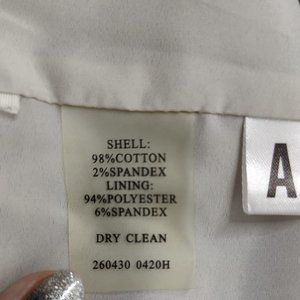 SHELL:
98%COTTON
2%SPANDEX
LINING:
94%POLYESTER
6%SPANDEX
DRY CLEAN
260430 0420H
A